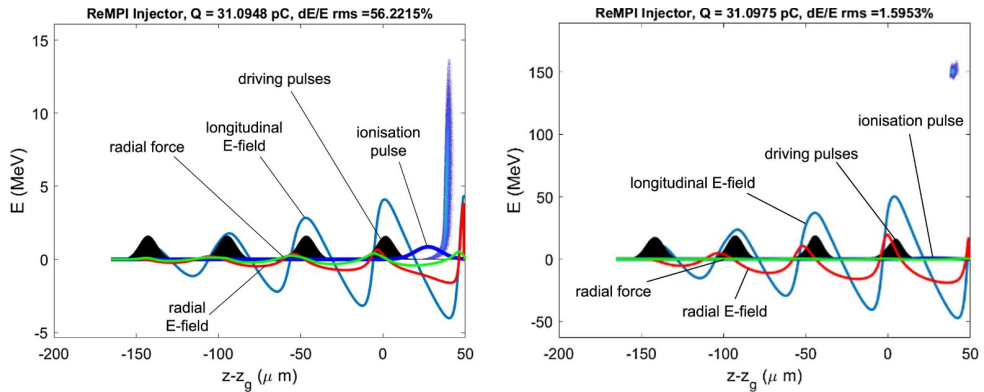 ReMPI Injector, Q = 31.0948 pC, dE/E rms =56.2215%
15
10
5
0
-5
E (MeV)
driving pulses
longitudinal
E-field
ionisation
pulse
radial force
radial
E-field
-200
-150
-100
-50
0
50
z-z_g (μ m)
ReMPI Injector, Q = 31.0975 pC, dE/E rms =1.5953%
150
100
50
0
-50
E (MeV)
ionisation pulse
driving pulses
longitudinal E-field
radial force
radial E-field
-200
-150
-100
-50
0
50
z-z_g (μ m)